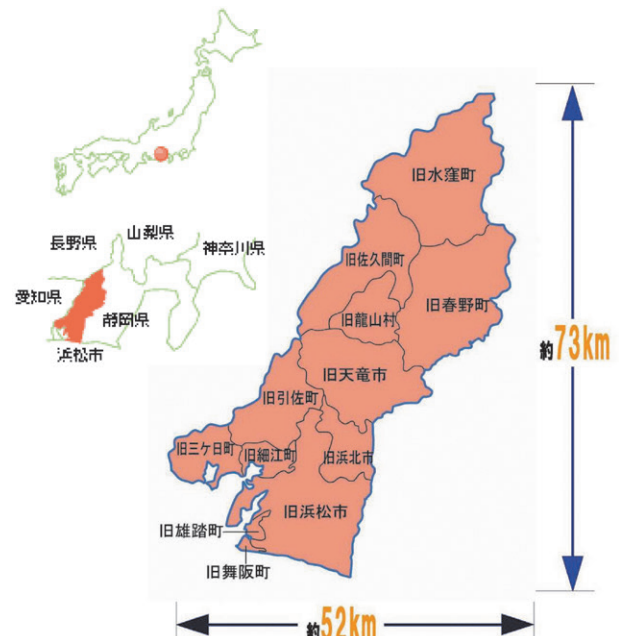 長野県
山梨県
神奈川県
愛知県
静岡県
浜松市
旧水窪町
旧佐久間町
旧春野町
旧龍山村
旧天竜市
旧引佐町
旧三ケ日町
旧細江町
旧浜北市
旧浜松市
旧雄踏町
旧舞阪町
約73km
約52km